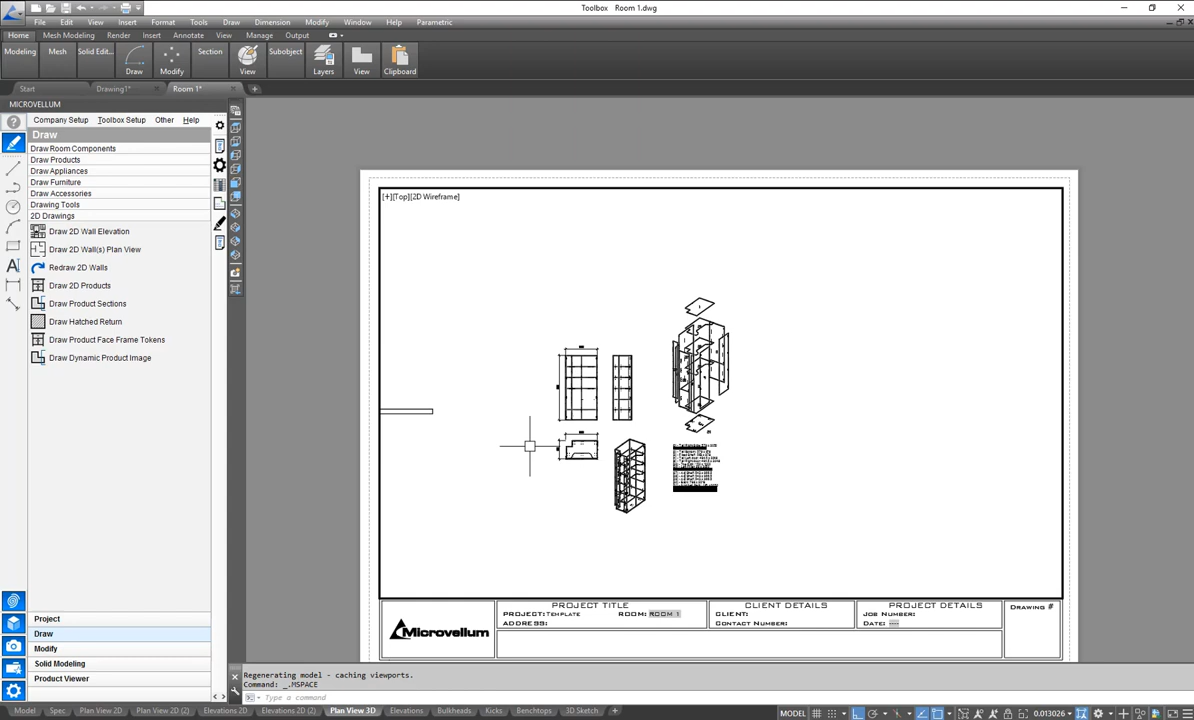 Toolbox Room 1.dwg
File Edit View Insert Format Tools Draw Dimension Modify Window Help Parametric
Home Mesh Modeling Render Insert Annotate View Manage Output
Modeling Mesh Solid Edit... Draw Modify Section View Subobject Layers View Clipboard
Start Drawing1* Room 1*
MICROVELLUM
Company Setup Toolbox Setup Other Help
Draw
Draw Room Components
Draw Products
Draw Appliances
Draw Furniture
Draw Accessories
Drawing Tools
2D Drawings
Draw 2D Wall Elevation
Draw 2D Wall(s) Plan View
Redraw 2D Walls
Draw 2D Products
Draw Product Sections
Draw Hatched Return
Draw Product Face Frame Tokens
Draw Dynamic Product Image
[+][Top][2D Wireframe]
PROJECT TITLE
PROJECT: TEMPLATE ROOM: ROOM 1
ADDRESS:
CLIENT DETAILS
CLIENT:
CONTACT NUMBER:
PROJECT DETAILS
JOB NUMBER:
DATE: ----
DRAWING #
Microvellum
Project
Draw
Modify
Solid Modeling
Product Viewer
Regenerating model - caching viewports.
Command: _.MSPACE
Type a command
Model Spec Plan View 2D Plan View 2D (2) Elevations 2D Elevations 2D (2) Plan View 3D Elevations Bulkheads Kicks Benchtops 3D Sketch +
MODEL 0.013026